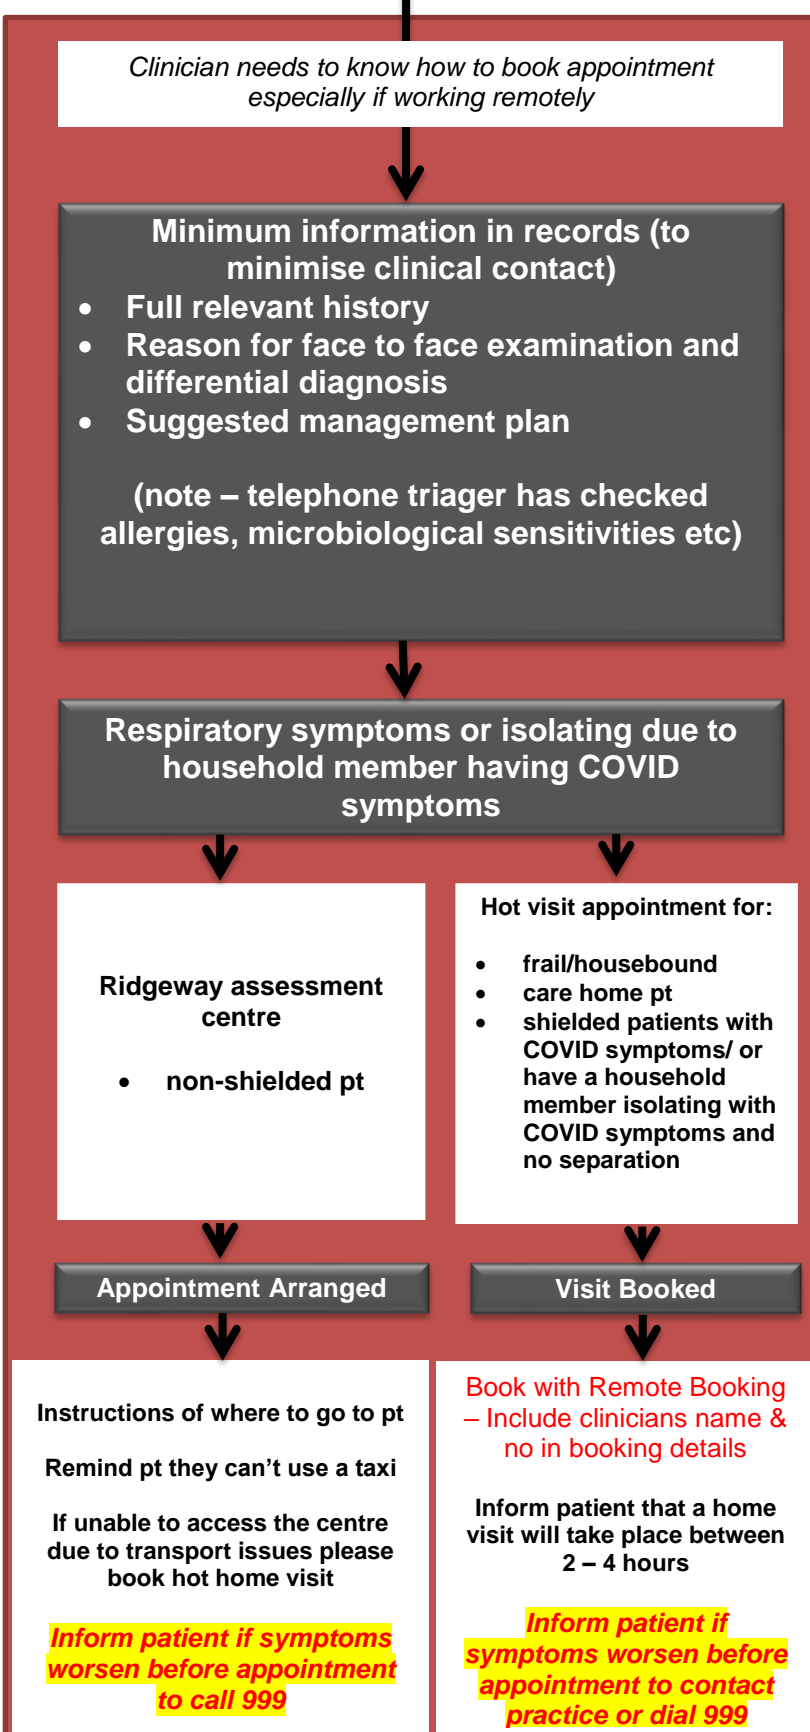 Clinician needs to know how to book appointment
especially if working remotely
Minimum information in records (to
minimise clinical contact)
• Full relevant history
• Reason for face to face examination and
differential diagnosis
• Suggested management plan
(note – telephone triager has checked
allergies, microbiological sensitivities etc)
Respiratory symptoms or isolating due to
household member having COVID
symptoms
Ridgeway assessment
centre
• non-shielded pt
Hot visit appointment for:
• frail/housebound
• care home pt
• shielded patients with
COVID symptoms/ or
have a household
member isolating with
COVID symptoms and
no separation
Appointment Arranged
Visit Booked
Instructions of where to go to pt
Remind pt they can’t use a taxi
If unable to access the centre
due to transport issues please
book hot home visit
Inform patient if symptoms
worsen before appointment
to call 999
Book with Remote Booking
– Include clinicians name &
no in booking details
Inform patient that a home
visit will take place between
2 – 4 hours
Inform patient if
symptoms worsen before
appointment to contact
practice or dial 999